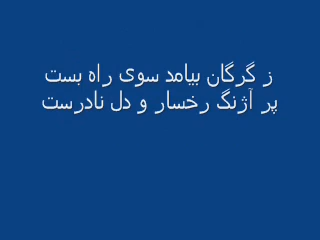 ز گرگان بیامد سوی راه بست
پر آژنگ رخسار و دل نادرست